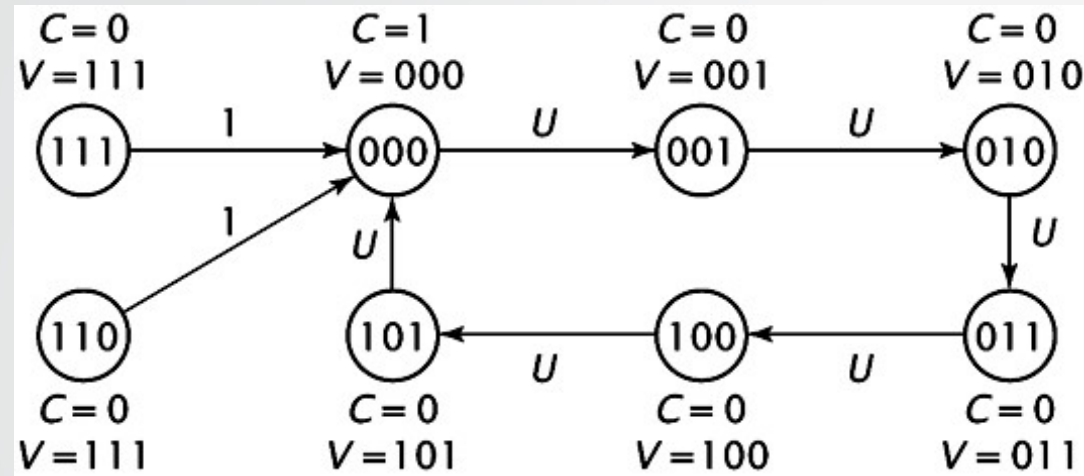 C=0 C=1 C=0 C=0
V=111 V=000 V=001 V=010
1 U U
111 000 001 010
1 U U
110 101 100 011
U U
C=0 C=0 C=0 C=0
V=111 V=101 V=100 V=011